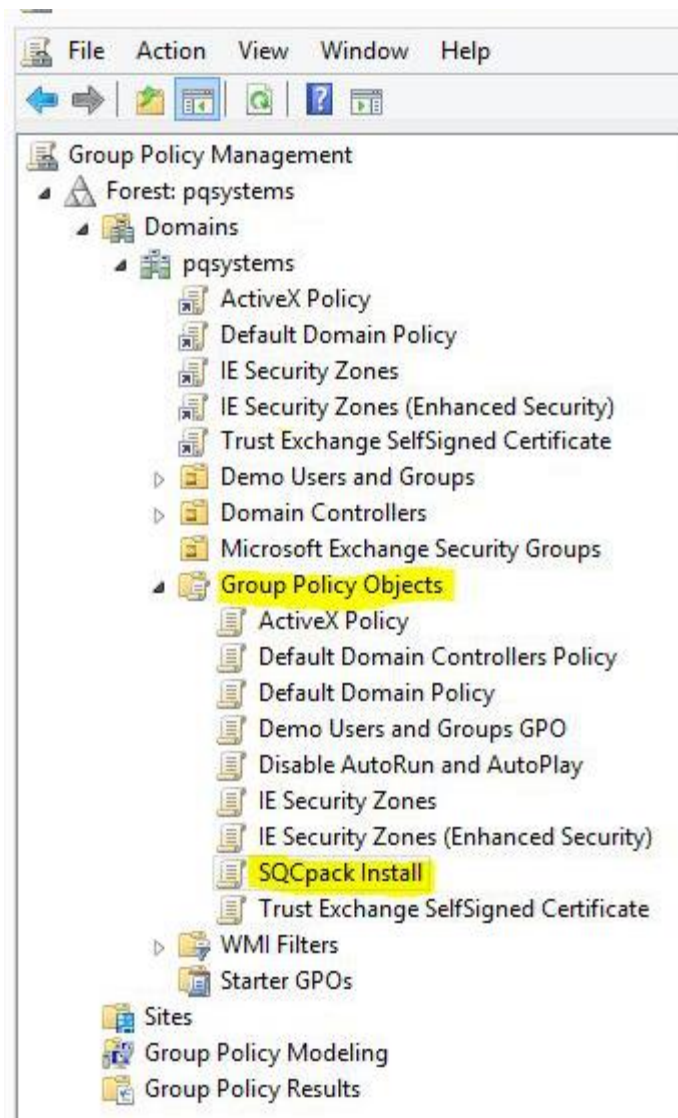 File Action View Window Help
?
Group Policy Management
Forest: pqsystems
Domains
pqsystems
ActiveX Policy
Default Domain Policy
IE Security Zones
IE Security Zones (Enhanced Security)
Trust Exchange SelfSigned Certificate
Demo Users and Groups
Domain Controllers
Microsoft Exchange Security Groups
Group Policy Objects
ActiveX Policy
Default Domain Controllers Policy
Default Domain Policy
Demo Users and Groups GPO
Disable AutoRun and AutoPlay
IE Security Zones
IE Security Zones (Enhanced Security)
SQCpack Install
Trust Exchange SelfSigned Certificate
WMI Filters
Starter GPOs
Sites
Group Policy Modeling
Group Policy Results